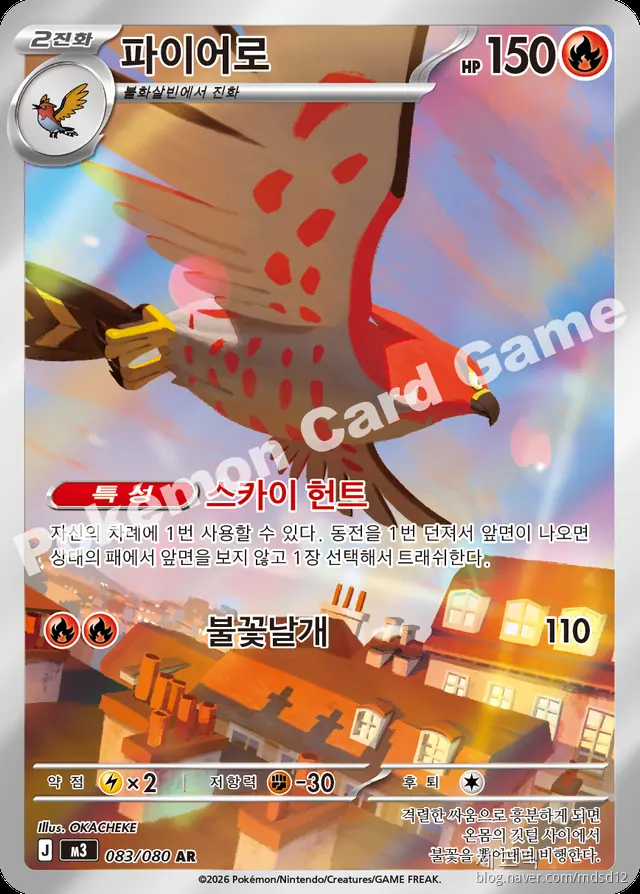 2진화
파이어로
HP 150
불화살빈에서 진화
특성 스카이 헌트
자신의 차례에 1번 사용할 수 있다. 동전을 1번 던져서 앞면이 나오면
상대의 패에서 앞면을 보지 않고 1장 선택해서 트래쉬한다.
불꽃날개 110
약점 ×2 저항력 -30 후퇴
Illus. OKACHEKE
J M3 083/080 AR
격렬한 싸움으로 흥분하게 되면
온몸의 깃털 사이에서
불꽃을 뿜어내며 비행한다.
©2026 Pokémon/Nintendo/Creatures/GAME FREAK.
Pokémon Card Game
blog.naver.com/mdsd12